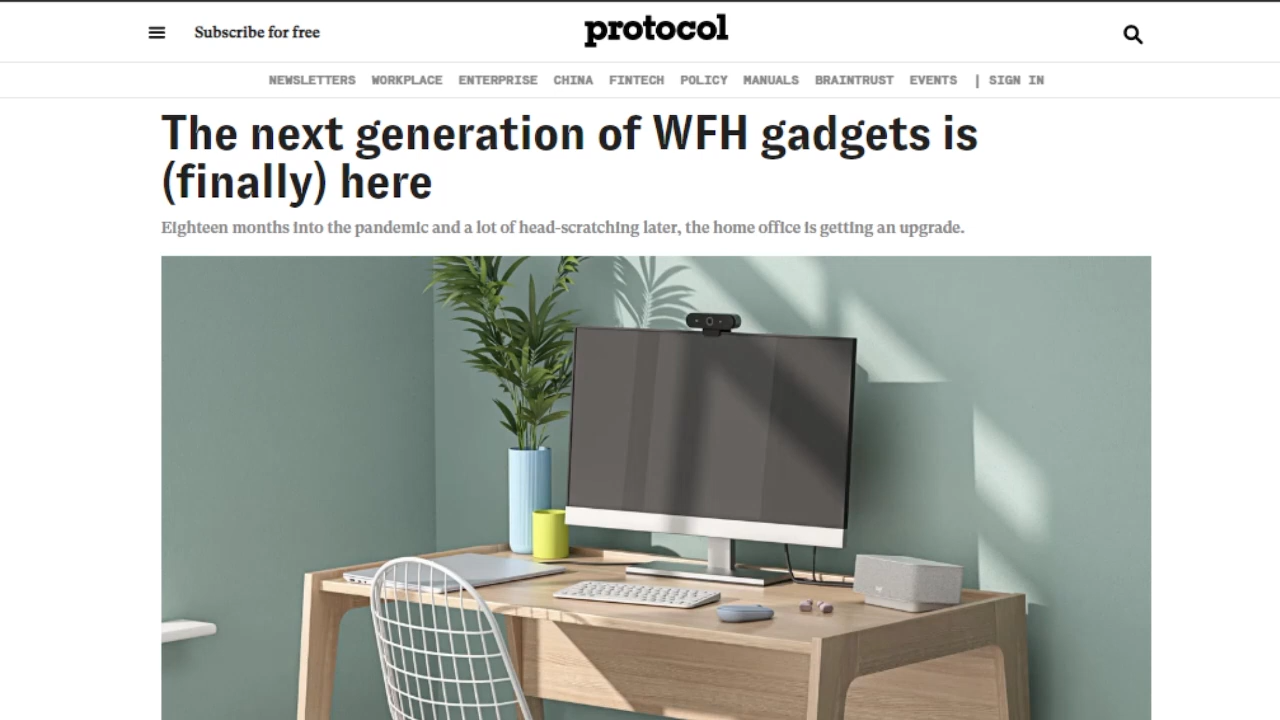 Subscribe for free
protocol
NEWSLETTERS WORKPLACE ENTERPRISE CHINA FINTECH POLICY MANUALS BRAINTRUST EVENTS | SIGN IN
The next generation of WFH gadgets is
(finally) here
Eighteen months into the pandemic and a lot of head-scratching later, the home office is getting an upgrade.